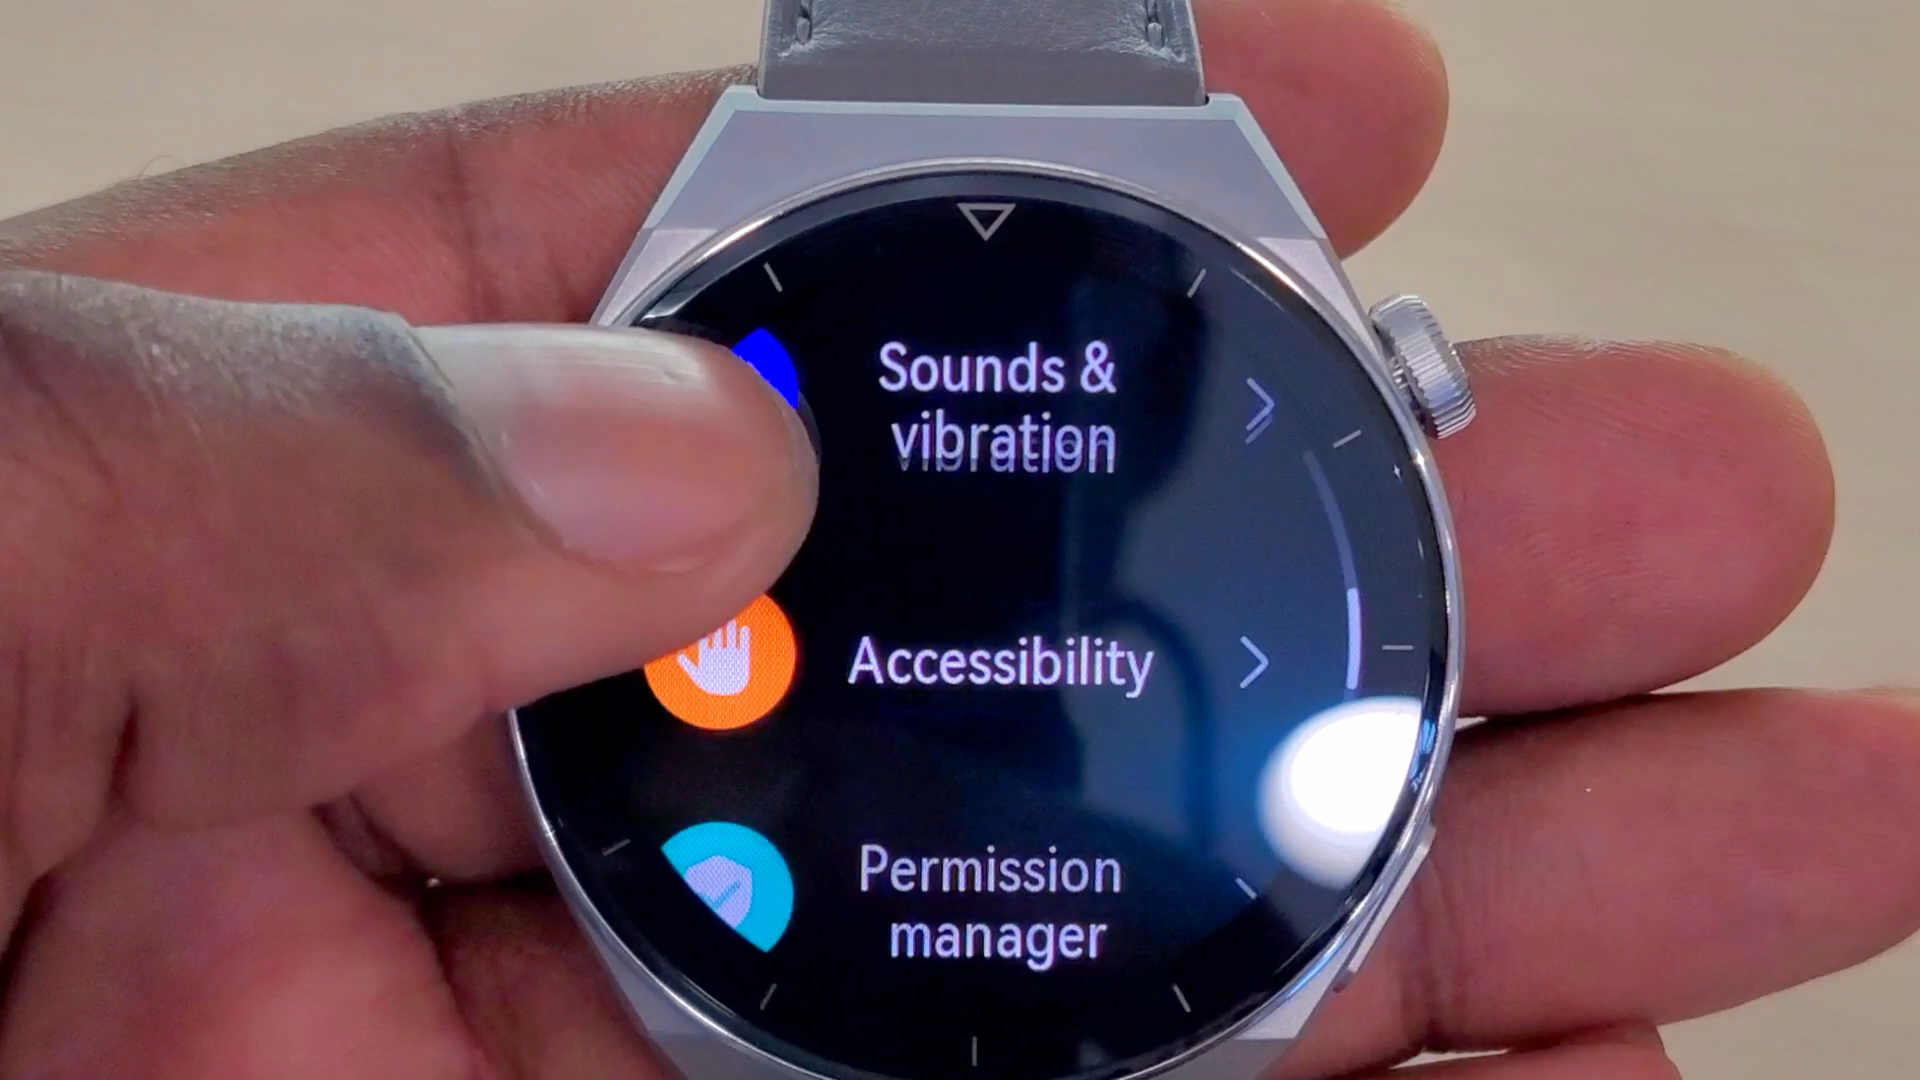 Sounds &
vibration
Accessibility
Permission
manager